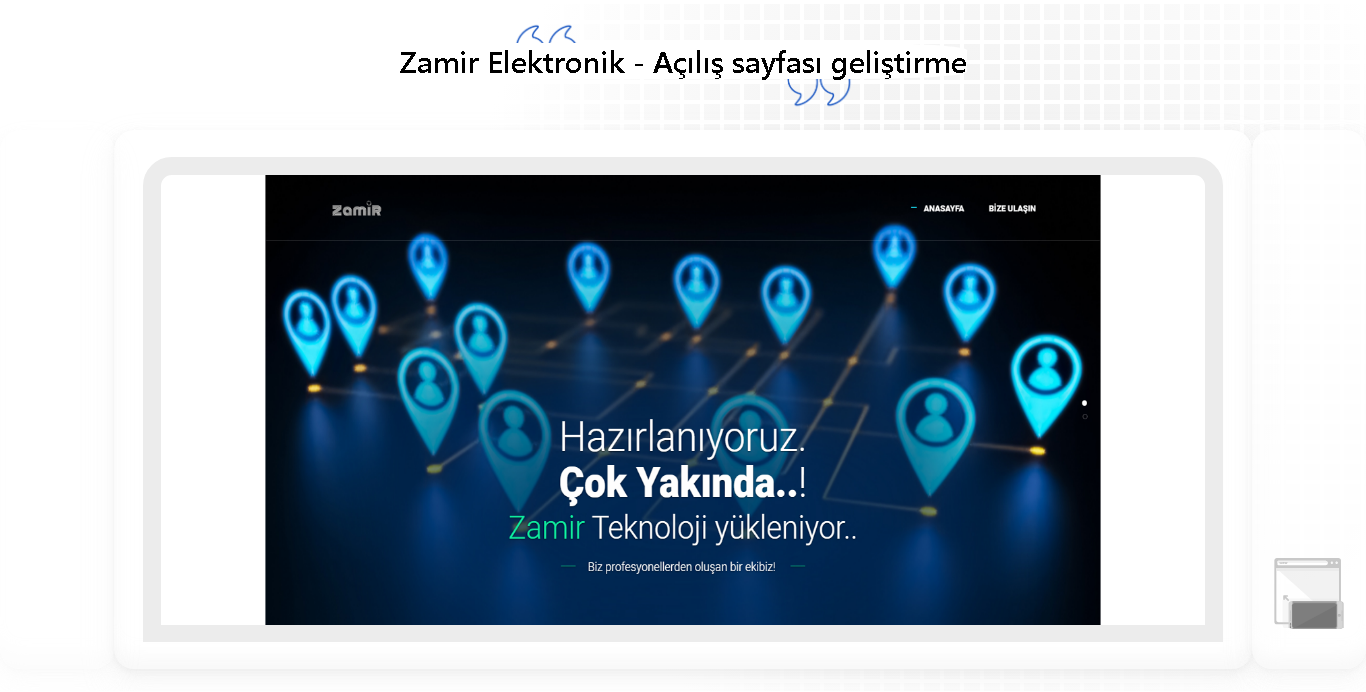 Zamir Elektronik - Açılış sayfası geliştirme
zamiR
ANASAYFA BİZE ULAŞIN
Hazırlanıyoruz.
Çok Yakında..!
Zamir Teknoloji yükleniyor..
Biz profesyonellerden oluşan bir ekibiz!